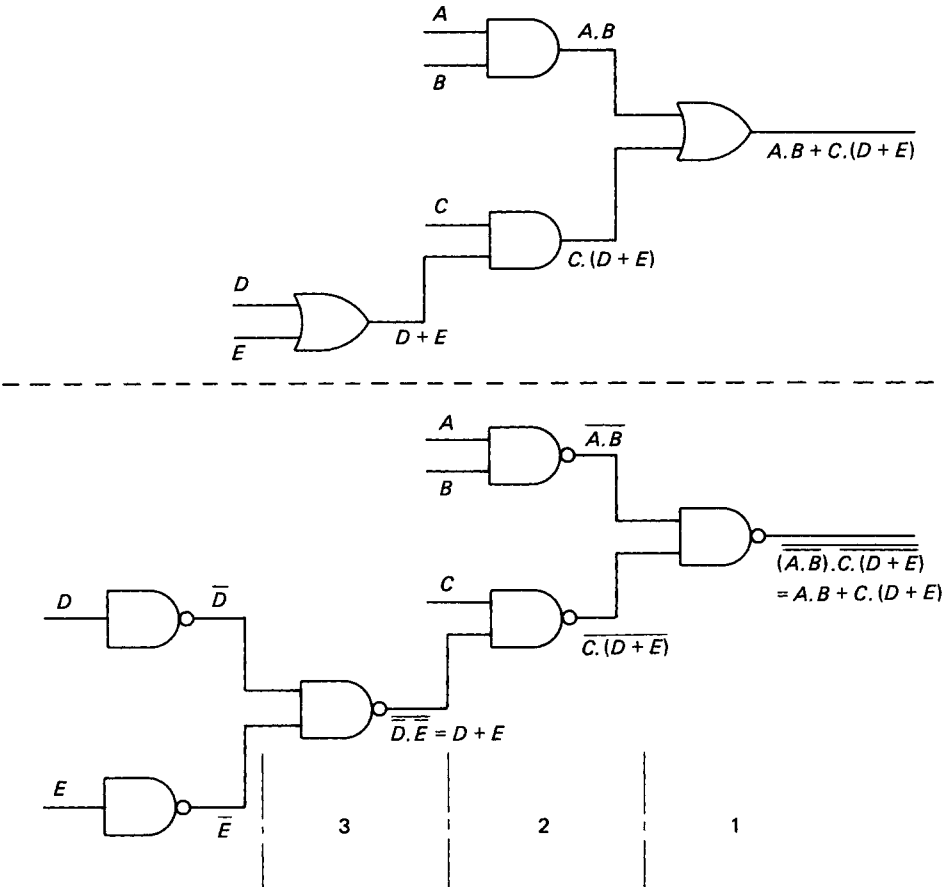 A
A.B
B
A.B + C.(D + E)
C
C.(D + E)
D
D + E
E
A
A̅.̅B̅
B
(̿A̿.̿B̿)̿.̿C̿.̿(̿D̿ ̿+̿ ̿E̿)̿
= A.B + C.(D + E)
D
D̅
C
C̅.̅(̅D̅ ̅+̅ ̅E̅)̅
D̿.̅E̿ = D + E
E
E̅
3
2
1